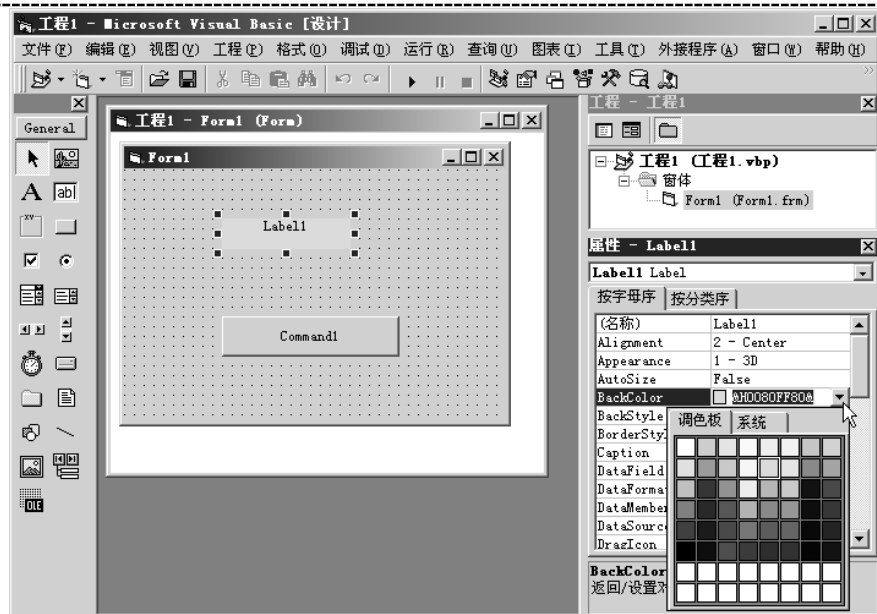 工程1 - Microsoft Visual Basic [设计]
文件(F) 编辑(E) 视图(V) 工程(P) 格式(O) 调试(D) 运行(R) 查询(U) 图表(I) 工具(T) 外接程序(A) 窗口(W) 帮助(H)
General
A
ab
xv
OLE
工程1 - Form1 (Form)
Form1
Label1
Command1
工程 - 工程1
工程1 (工程1.vbp)
窗体
Form1 (Form1.frm)
属性 - Label1
Label1 Label
按字母序 按分类序
(名称) Label1
Alignment 2 - Center
Appearance 1 - 3D
AutoSize False
BackColor &H0080FF80&
BackStyle
BorderStyl
Caption
DataField
DataForma
DataMember
DataSource
DragIcon
调色板 系统
BackColor
返回/设置对